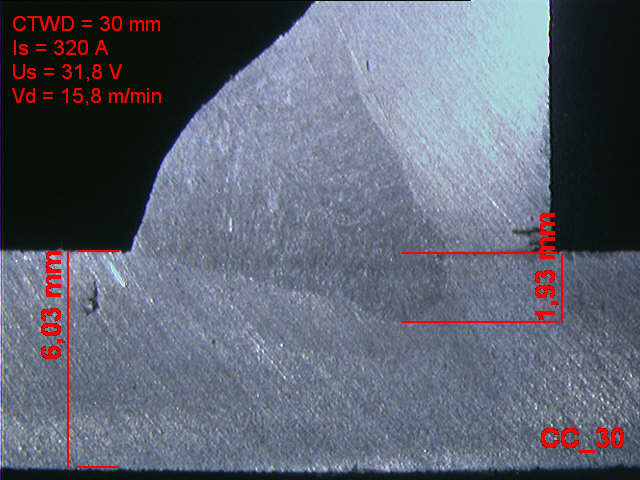 CTWD = 30 mm
Is = 320 A
Us = 31,8 V
Vd = 15,8 m/min
6,03 mm
1,93 mm
CC_30